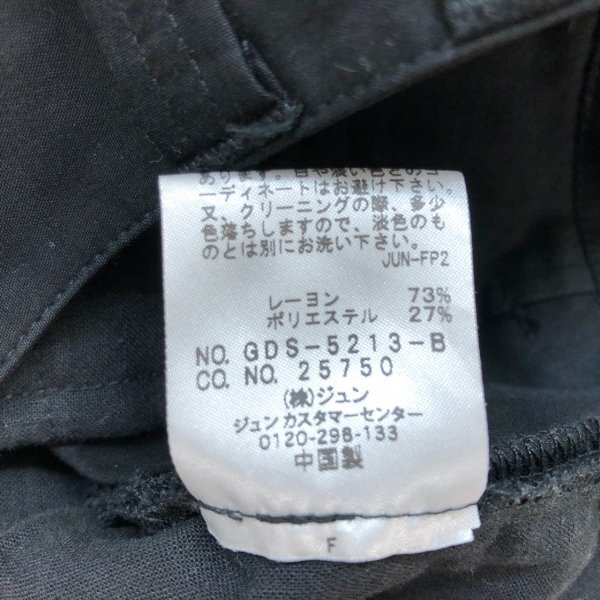 あります。白や淡い色とのコ
ーディネートはお避け下さい。
又、クリーニングの際、多少
色落ちしますので、淡色のも
のとは別にお洗い下さい。
JUN-FP2
レーヨン 73%
ポリエステル 27%
NO. GDS-5213-B
CO. NO. 25750
(株)ジュン
ジュンカスタマーセンター
0120-298-133
中国製
F